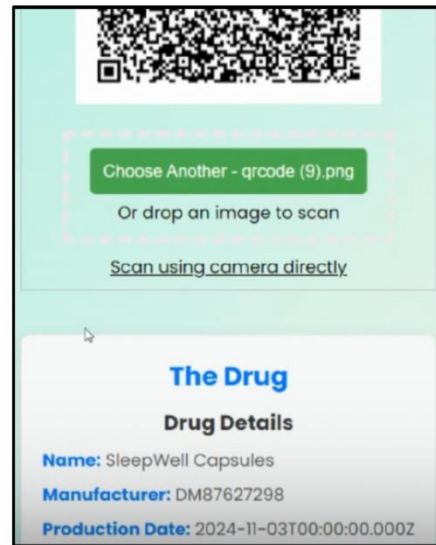 Choose Another - qrcode (9).png
Or drop an image to scan
Scan using camera directly
The Drug
Drug Details
Name: SleepWell Capsules
Manufacturer: DM87627298
Production Date: 2024-11-03T00:00:00.000Z